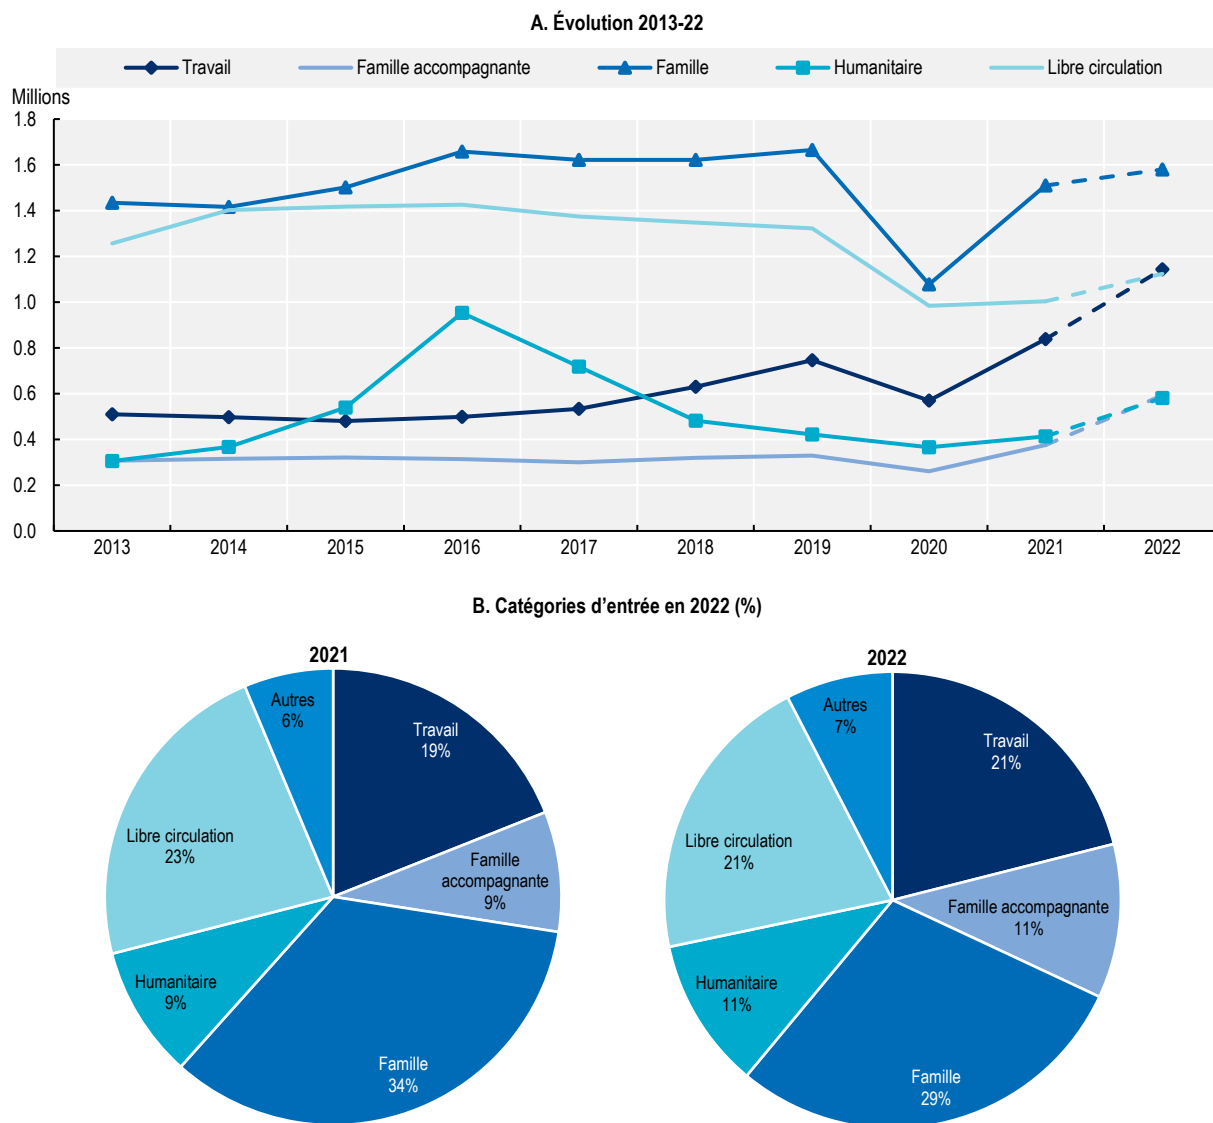 A. Évolution 2013-22
Travail
Famille accompagnante
Famille
Humanitaire
Libre circulation
Millions
1.8
1.6
1.4
1.2
1.0
0.8
0.6
0.4
0.2
0.0
2013
2014
2015
2016
2017
2018
2019
2020
2021
2022
B. Catégories d’entrée en 2022 (%)
2021
Autres
6%
Travail
19%
Famille
accompagnante
9%
Famille
34%
Humanitaire
9%
Libre circulation
23%
2022
Autres
7%
Travail
21%
Famille accompagnante
11%
Famille
29%
Humanitaire
11%
Libre circulation
21%